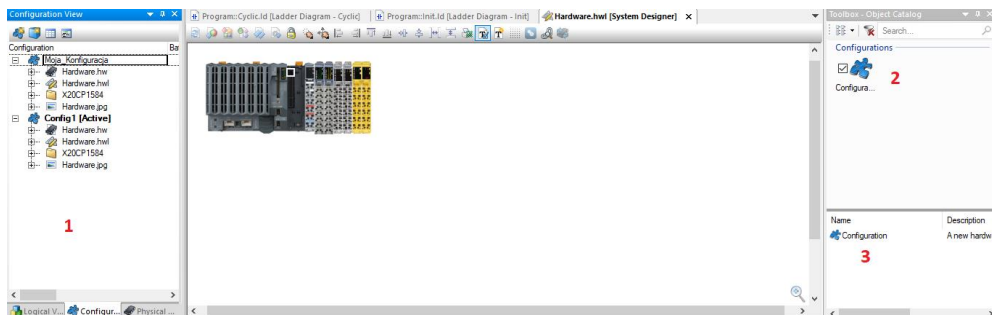 Configuration View
Configuration Ba
Moja_Konfiguracja
Hardware.hw
Hardware.hwl
X20CP1584
Hardware.jpg
Config1 [Active]
Hardware.hw
Hardware.hwl
X20CP1584
Hardware.jpg
1
Logical V... Configur... Physical ...
Program::Cyclic.ld [Ladder Diagram - Cyclic] Program::Init.ld [Ladder Diagram - Init] Hardware.hwl [System Designer] x
Toolbox - Object Catalog
Search...
Configurations
2
Configura...
Name Description
Configuration A new hardw
3